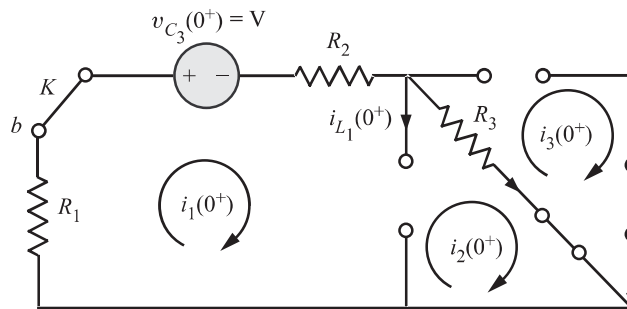 v_{C_3}(0^+) = V
R_2
K
+ −
b
i_{L_1}(0^+)
R_3
i_3(0^+)
R_1
i_1(0^+)
i_2(0^+)